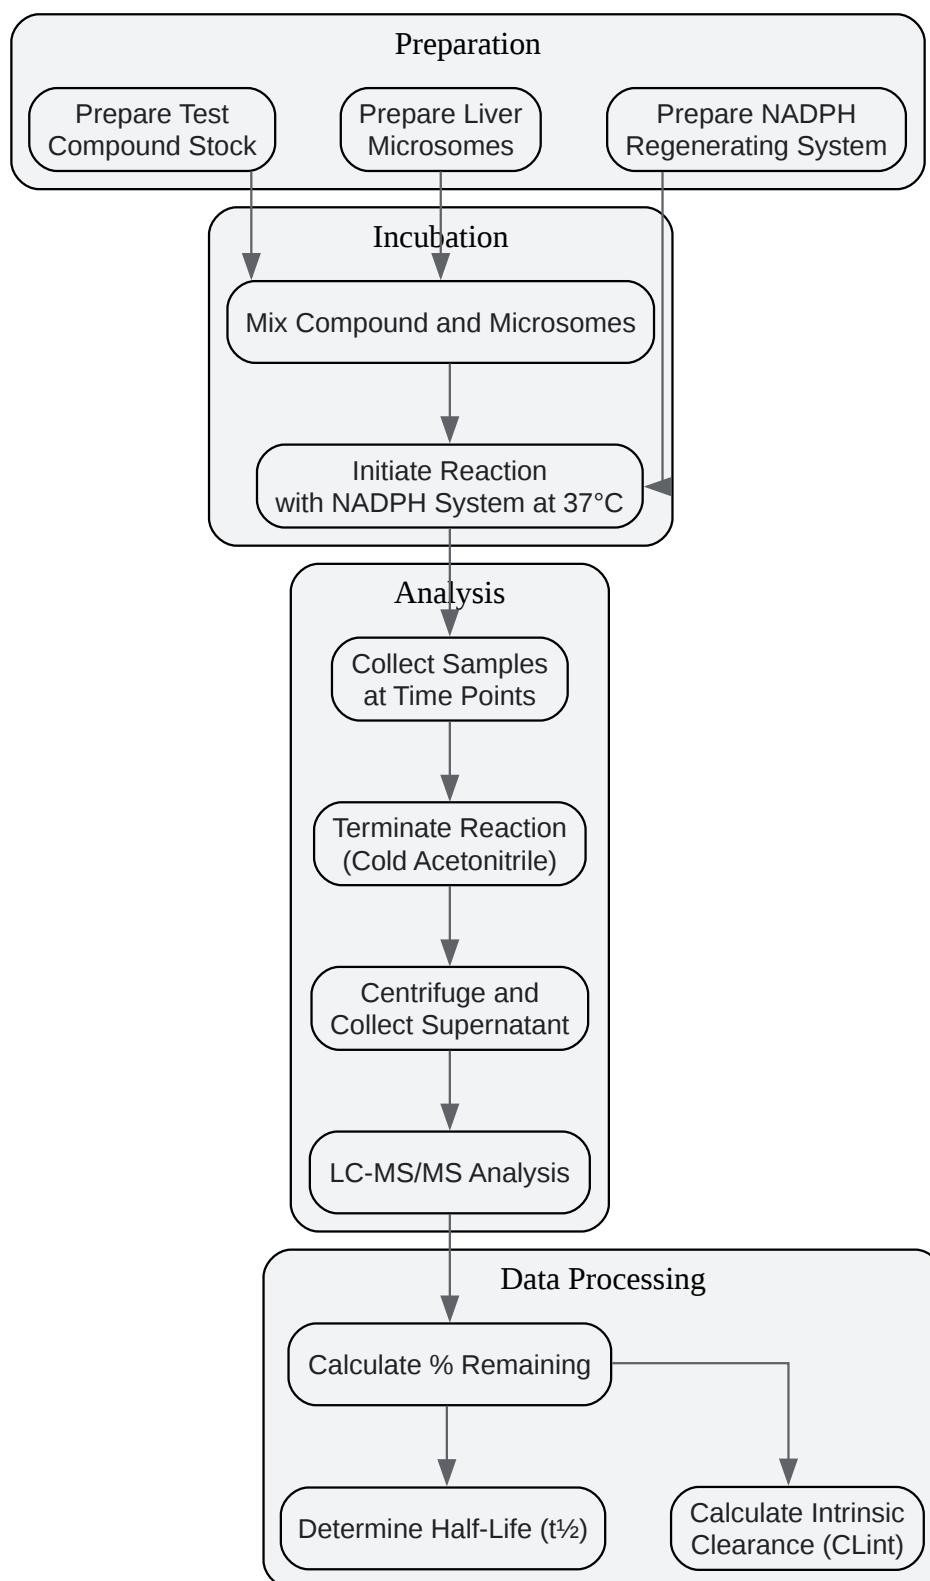 Preparation
Prepare Test
Compound Stock
Prepare Liver
Microsomes
Prepare NADPH
Regenerating System
Incubation
Mix Compound and Microsomes
Initiate Reaction
with NADPH System at 37°C
Analysis
Collect Samples
at Time Points
Terminate Reaction
(Cold Acetonitrile)
Centrifuge and
Collect Supernatant
LC-MS/MS Analysis
Data Processing
Calculate % Remaining
Determine Half-Life (t½)
Calculate Intrinsic
Clearance (CLint)